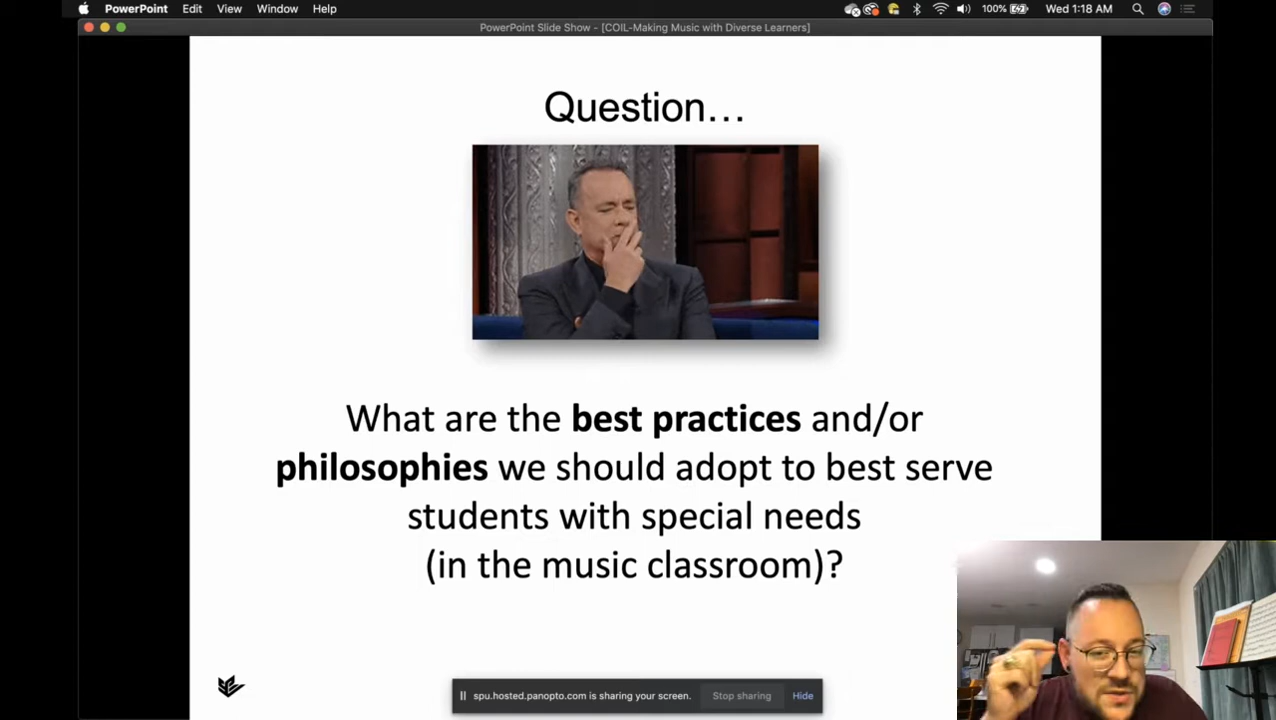 PowerPoint Edit View Window Help 100% Wed 1:18 AM
PowerPoint Slide Show - [COIL-Making Music with Diverse Learners]
Question…
What are the best practices and/or
philosophies we should adopt to best serve
students with special needs
(in the music classroom)?
spu.hosted.panopto.com is sharing your screen. Stop sharing Hide